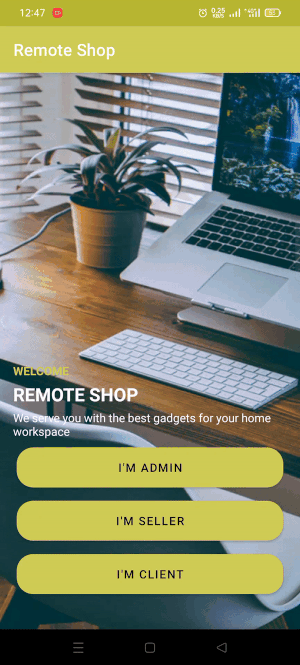 12:47
Remote Shop
WELCOME
REMOTE SHOP
We serve you with the best gadgets for your home
workspace
I'M ADMIN
I'M SELLER
I'M CLIENT